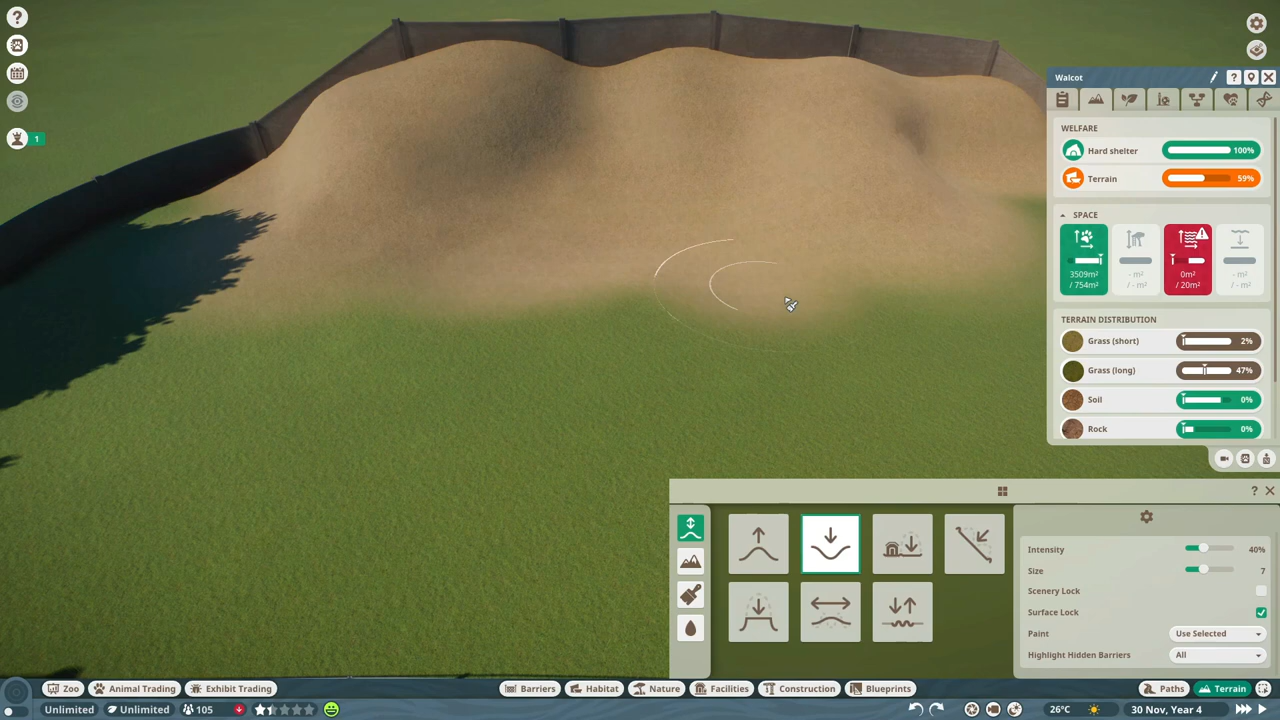 ?
1
Walcot
?
WELFARE
Hard shelter 100%
Terrain 59%
SPACE
3509m² / 754m²
- m² / - m²
0m² / 20m²
- m² / - m²
TERRAIN DISTRIBUTION
Grass (short) 2%
Grass (long) 47%
Soil 0%
Rock 0%
?
Intensity 40%
Size 7
Scenery Lock
Surface Lock
Paint Use Selected
Highlight Hidden Barriers All
Zoo Animal Trading Exhibit Trading Barriers Habitat Nature Facilities Construction Blueprints Paths Terrain
Unlimited Unlimited 105 26°C 30 Nov, Year 4